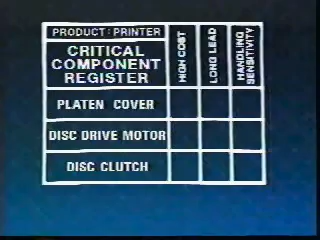 PRODUCT: PRINTER
CRITICAL
COMPONENT
REGISTER
HIGH COST
LONG LEAD
HANDLING
SENSITIVITY
PLATEN COVER
DISC DRIVE MOTOR
DISC CLUTCH